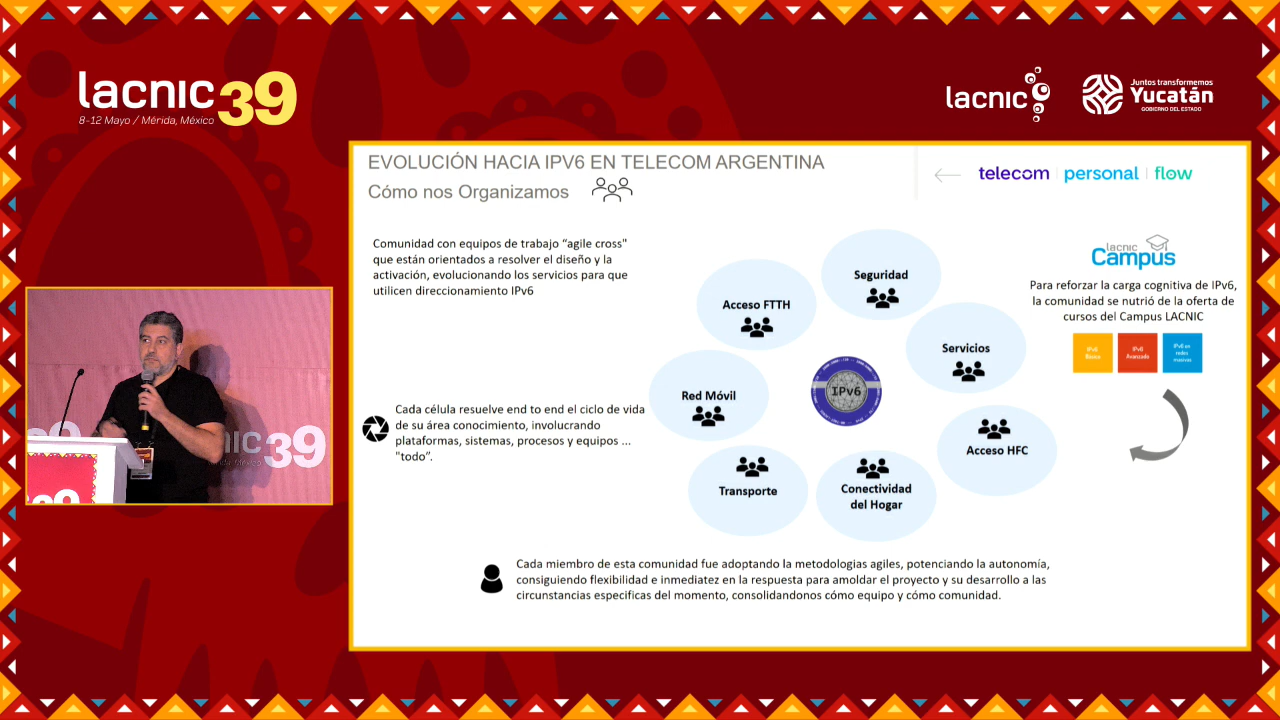 lacnic 39
8-12 Mayo / Mérida, México
lacnic
Juntos transformemos
Yucatán
GOBIERNO DEL ESTADO
EVOLUCIÓN HACIA IPV6 EN TELECOM ARGENTINA
Cómo nos Organizamos
telecom | personal | flow
Comunidad con equipos de trabajo “agile cross"
que están orientados a resolver el diseño y la
activación, evolucionando los servicios para que
utilicen direccionamiento IPv6
Cada célula resuelve end to end el ciclo de vida
de su área conocimiento, involucrando
plataformas, sistemas, procesos y equipos ...
"todo”.
Seguridad
Acceso FTTH
Servicios
Red Móvil
IPv6
Acceso HFC
Transporte
Conectividad
del Hogar
lacnic
Campus
Para reforzar la carga cognitiva de IPv6,
la comunidad se nutrió de la oferta de
cursos del Campus LACNIC
IPv6
Básico
IPv6
Avanzado
IPv6 en
redes
masivas
Cada miembro de esta comunidad fue adoptando la metodologias agiles, potenciando la autonomía,
consiguiendo flexibilidad e inmediatez en la respuesta para amoldar el proyecto y su desarrollo a las
circunstancias especificas del momento, consolidandonos cómo equipo y cómo comunidad.
nic 39
39